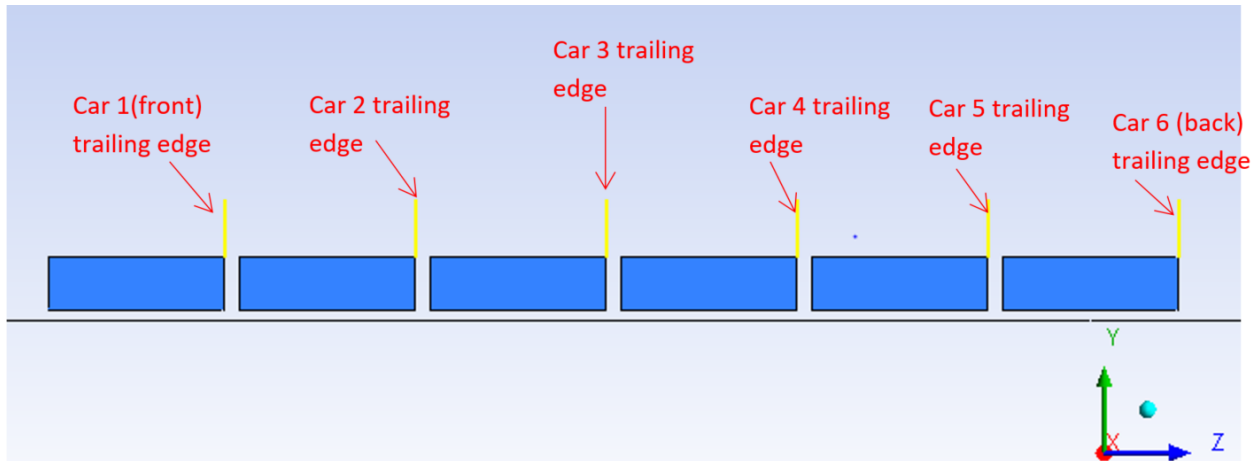 Car 1(front)
trailing edge
Car 2 trailing
edge
Car 3 trailing
edge
Car 4 trailing
edge
Car 5 trailing
edge
Car 6 (back)
trailing edge
Y
X
Z